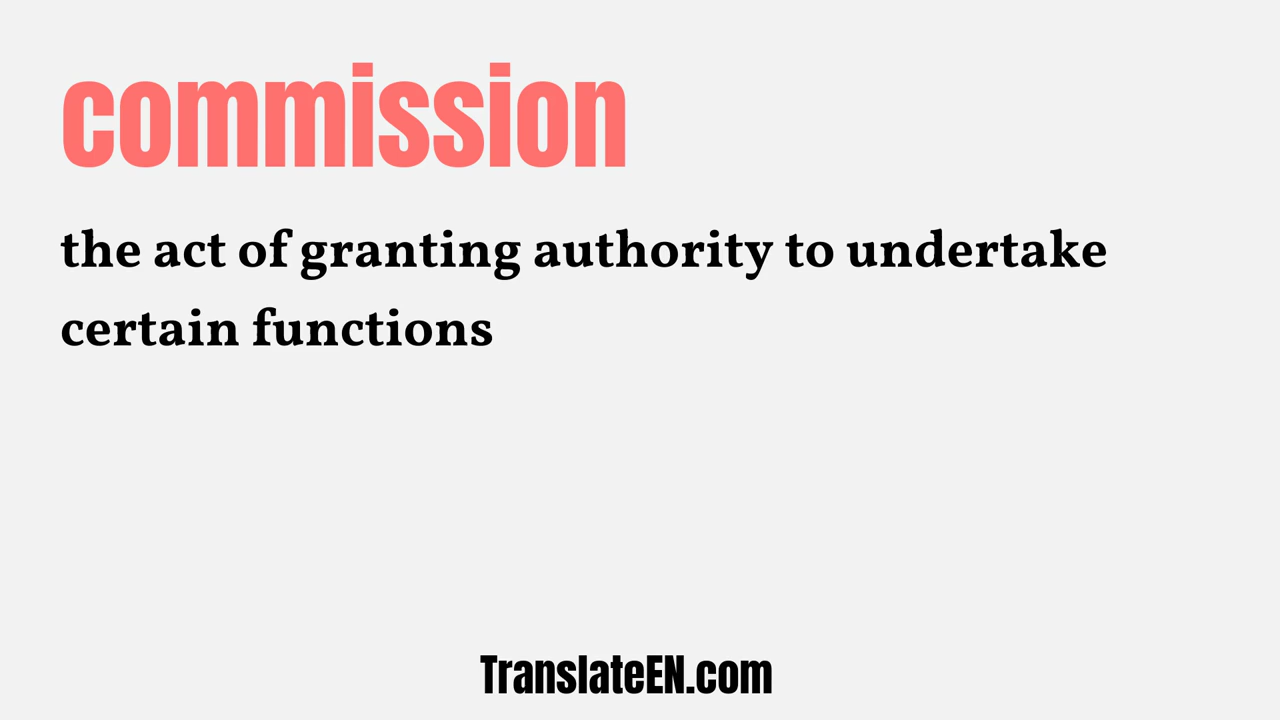 commission
the act of granting authority to undertake
certain functions
TranslateEN.com